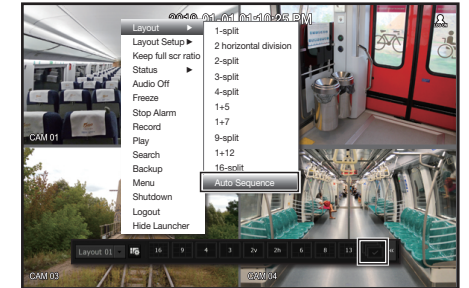 2019-01-01 01:10:25 PM
Layout ▶
Layout Setup ▶
Keep full scr ratio
Status ▶
Audio Off
Freeze
Stop Alarm
Record
Play
Search
Backup
Menu
Shutdown
Logout
Hide Launcher
1-split
2 horizontal division
2-split
3-split
4-split
1+5
1+7
9-split
1+12
16-split
Auto Sequence
CAM 01
Layout 01 16 9 4 3 2v 2h 6 8 13
CAM 03
CAM 04